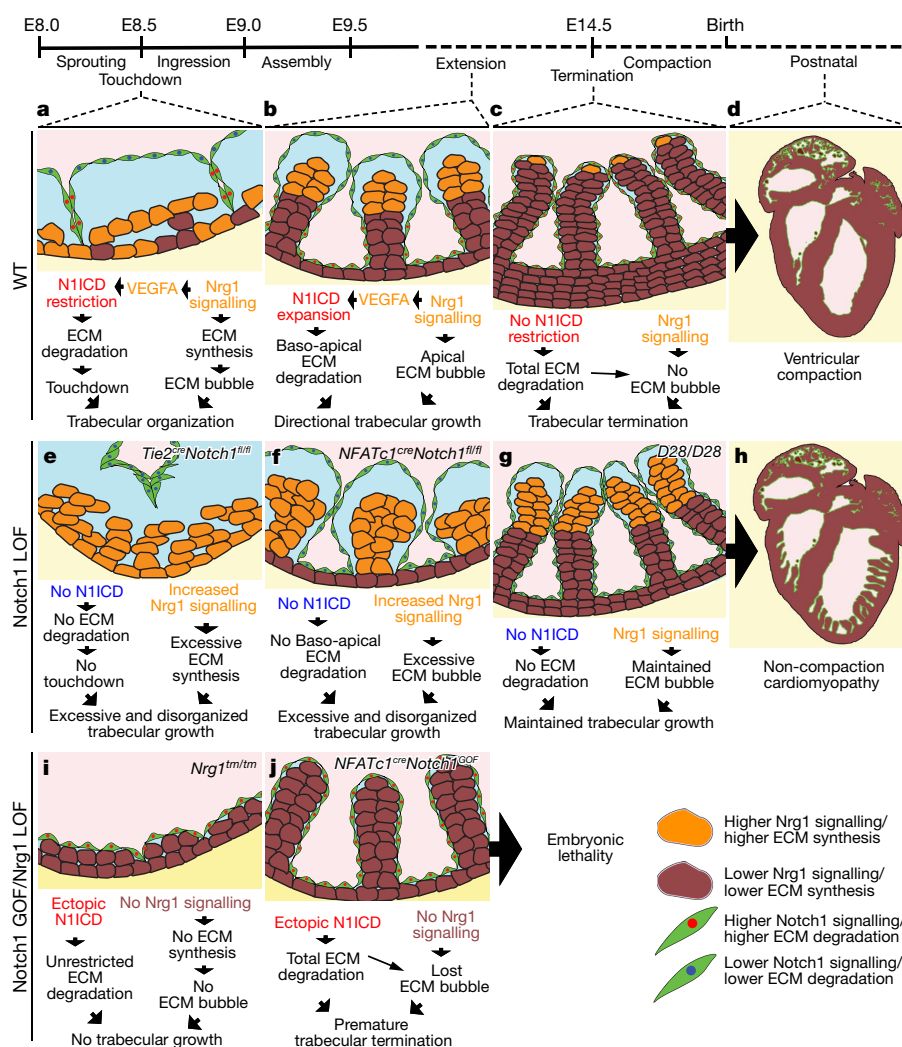 E8.0 E8.5 E9.0 E9.5 E14.5 Birth
Sprouting Ingression Assembly Extension Compaction Postnatal
Touchdown Termination
WT
a
N1ICD
restriction
VEGFA
Nrg1
signalling
ECM
degradation
ECM
synthesis
Touchdown
ECM bubble
Trabecular organization
b
N1ICD
expansion
VEGFA
Nrg1
signalling
Baso-apical
ECM
degradation
Apical
ECM bubble
Directional trabecular growth
c
No N1ICD
restriction
Nrg1
signalling
Total ECM
degradation
No
ECM bubble
Trabecular termination
d
Ventricular
compaction
Notch1 LOF
e
Tie2creNotch1fl/fl
No N1ICD
Increased
Nrg1 signalling
No ECM
degradation
Excessive
ECM
synthesis
No
touchdown
Excessive and disorganized
trabecular growth
f
NFATc1creNotch1fl/fl
No N1ICD
Increased Nrg1
signalling
No Baso-apical
ECM
degradation
Excessive
ECM bubble
Excessive and disorganized
trabecular growth
g
D28/D28
No N1ICD
Nrg1 signalling
No ECM
degradation
Maintained
ECM bubble
Maintained trabecular growth
h
Non-compaction
cardiomyopathy
Notch1 GOF/Nrg1 LOF
i
Nrg1tm/tm
Ectopic
N1ICD
No Nrg1 signalling
Unrestricted
ECM
degradation
No ECM
synthesis
No
ECM bubble
No trabecular growth
j
NFATc1creNotch1GOF
Ectopic N1ICD
No Nrg1
signalling
Total ECM
degradation
Lost
ECM bubble
Premature
trabecular termination
Embryonic
lethality
Higher Nrg1 signalling/
higher ECM synthesis
Lower Nrg1 signalling/
lower ECM synthesis
Higher Notch1 signalling/
higher ECM degradation
Lower Notch1 signalling/
lower ECM degradation